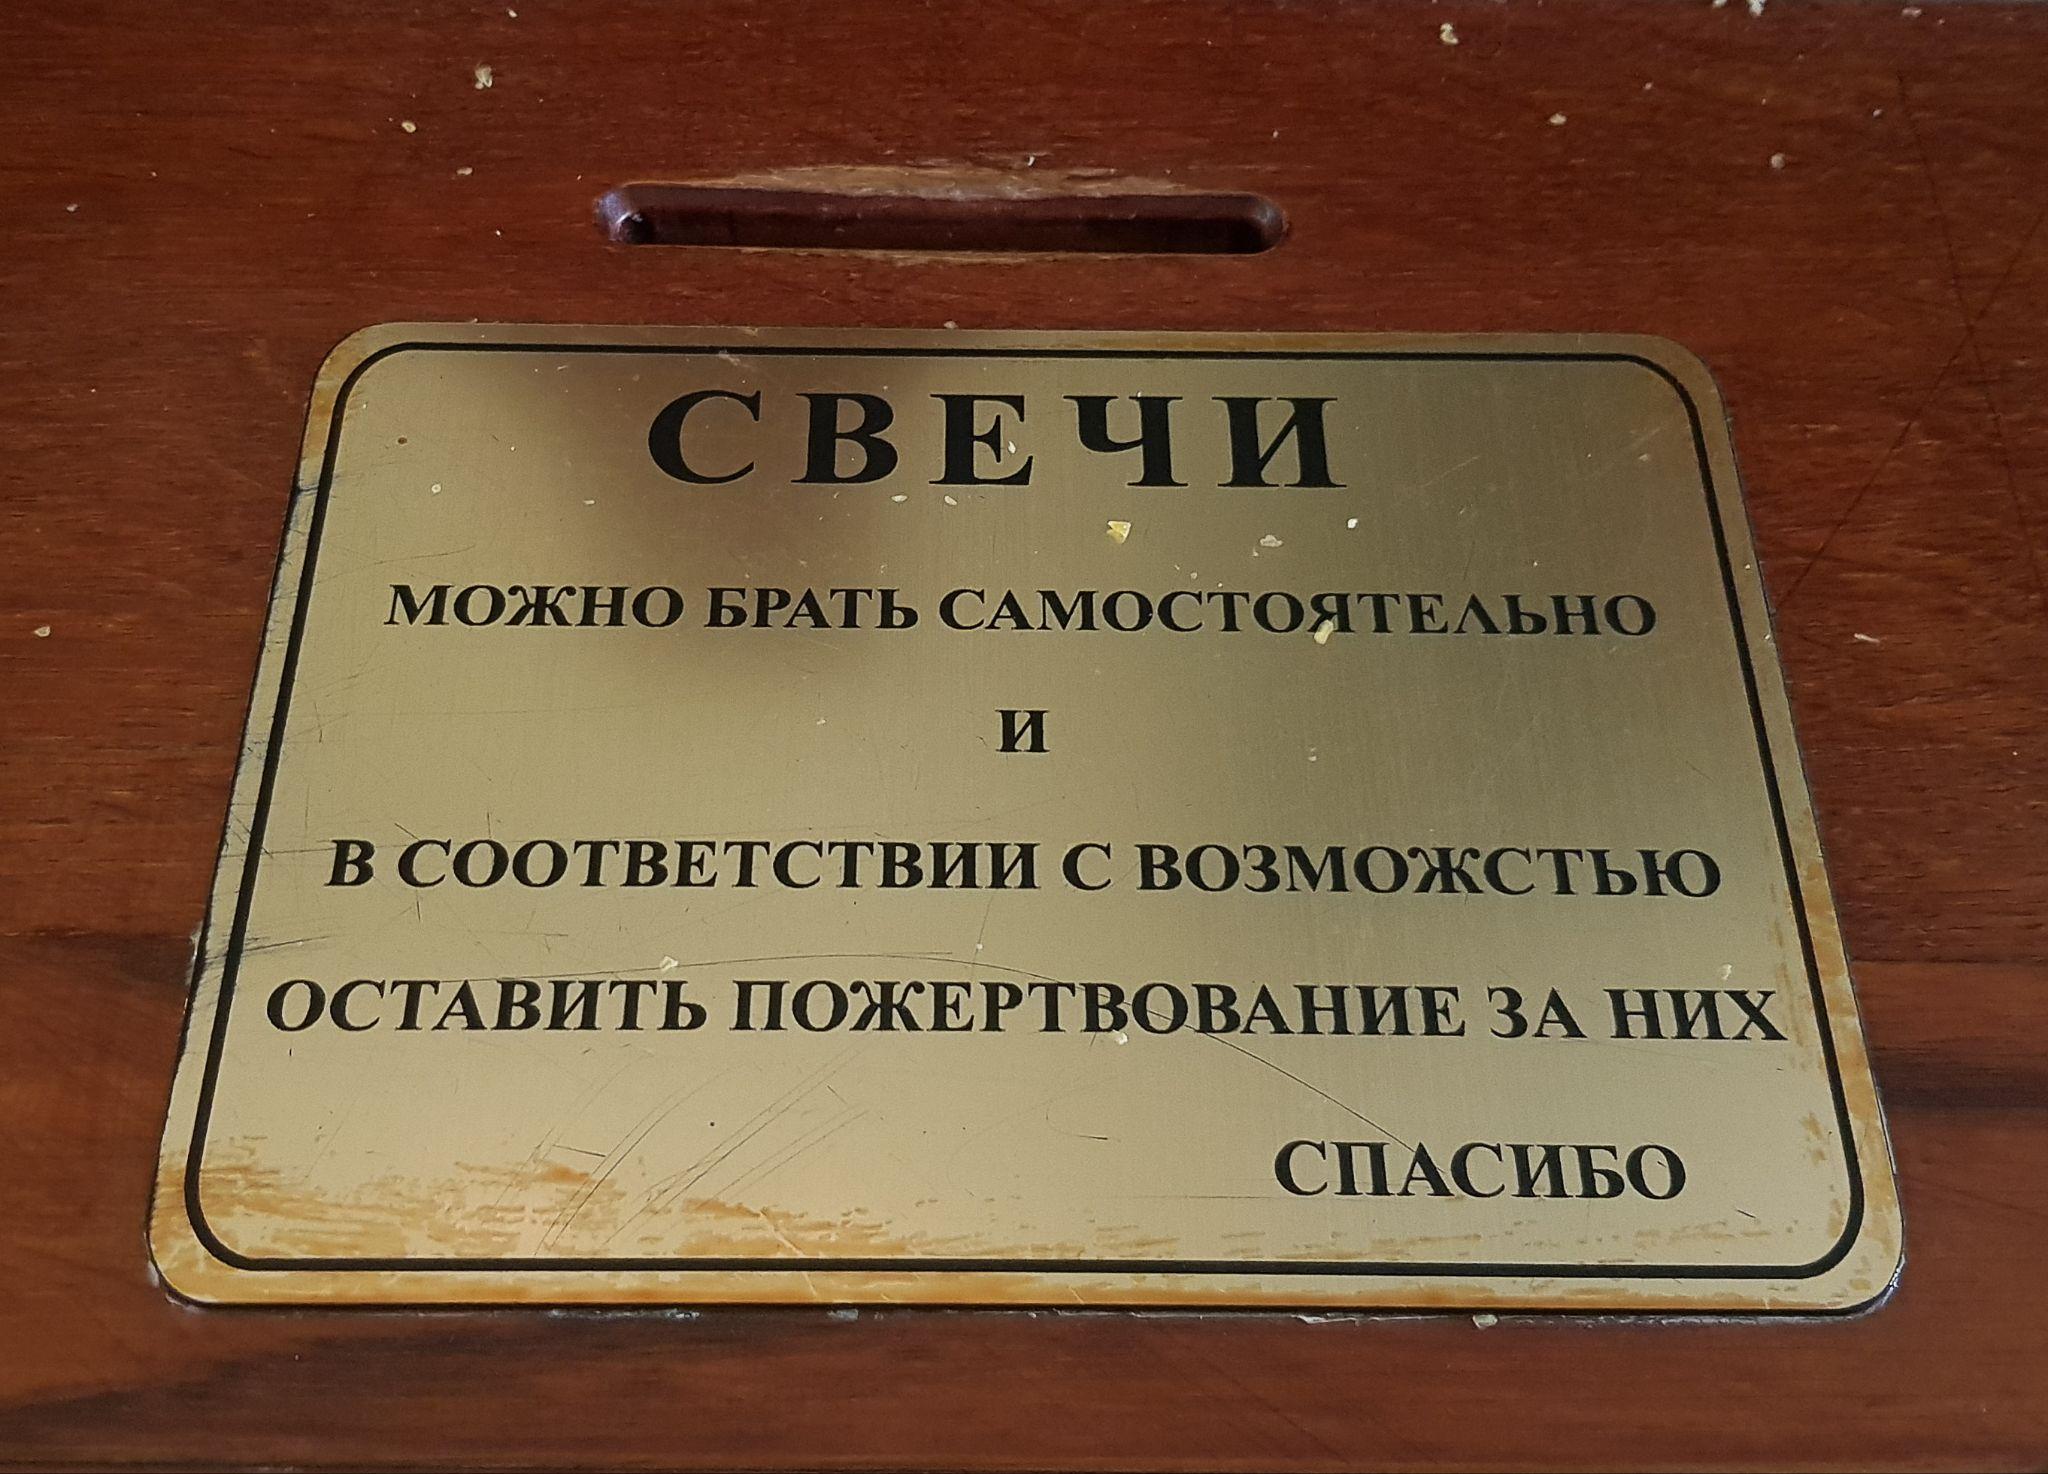 СВЕЧИ
МОЖНО БРАТЬ САМОСТОЯТЕЛЬНО
И
В СООТВЕТСТВИИ С ВОЗМОЖСТЬЮ
ОСТАВИТЬ ПОЖЕРТВОВАНИЕ ЗА НИХ
СПАСИБО